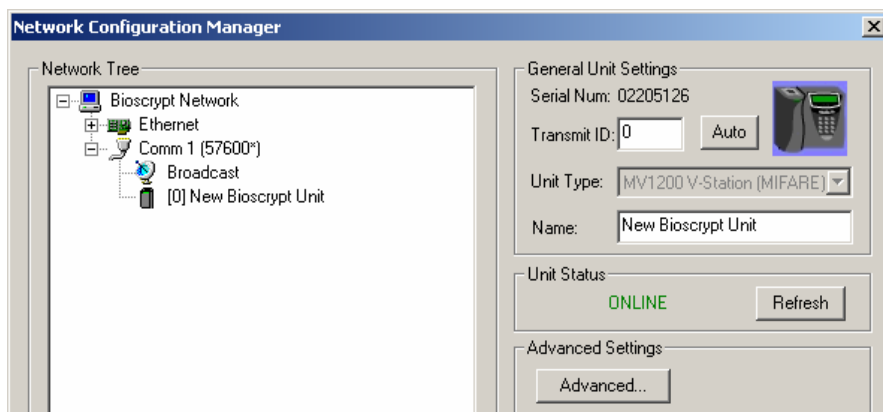 Network Configuration Manager
Network Tree
Bioscrypt Network
Ethernet
Comm 1 (57600*)
Broadcast
[0] New Bioscrypt Unit
General Unit Settings
Serial Num: 02205126
Transmit ID: 0 Auto
Unit Type: MV1200 V-Station (MIFARE)
Name: New Bioscrypt Unit
Unit Status
ONLINE Refresh
Advanced Settings
Advanced...